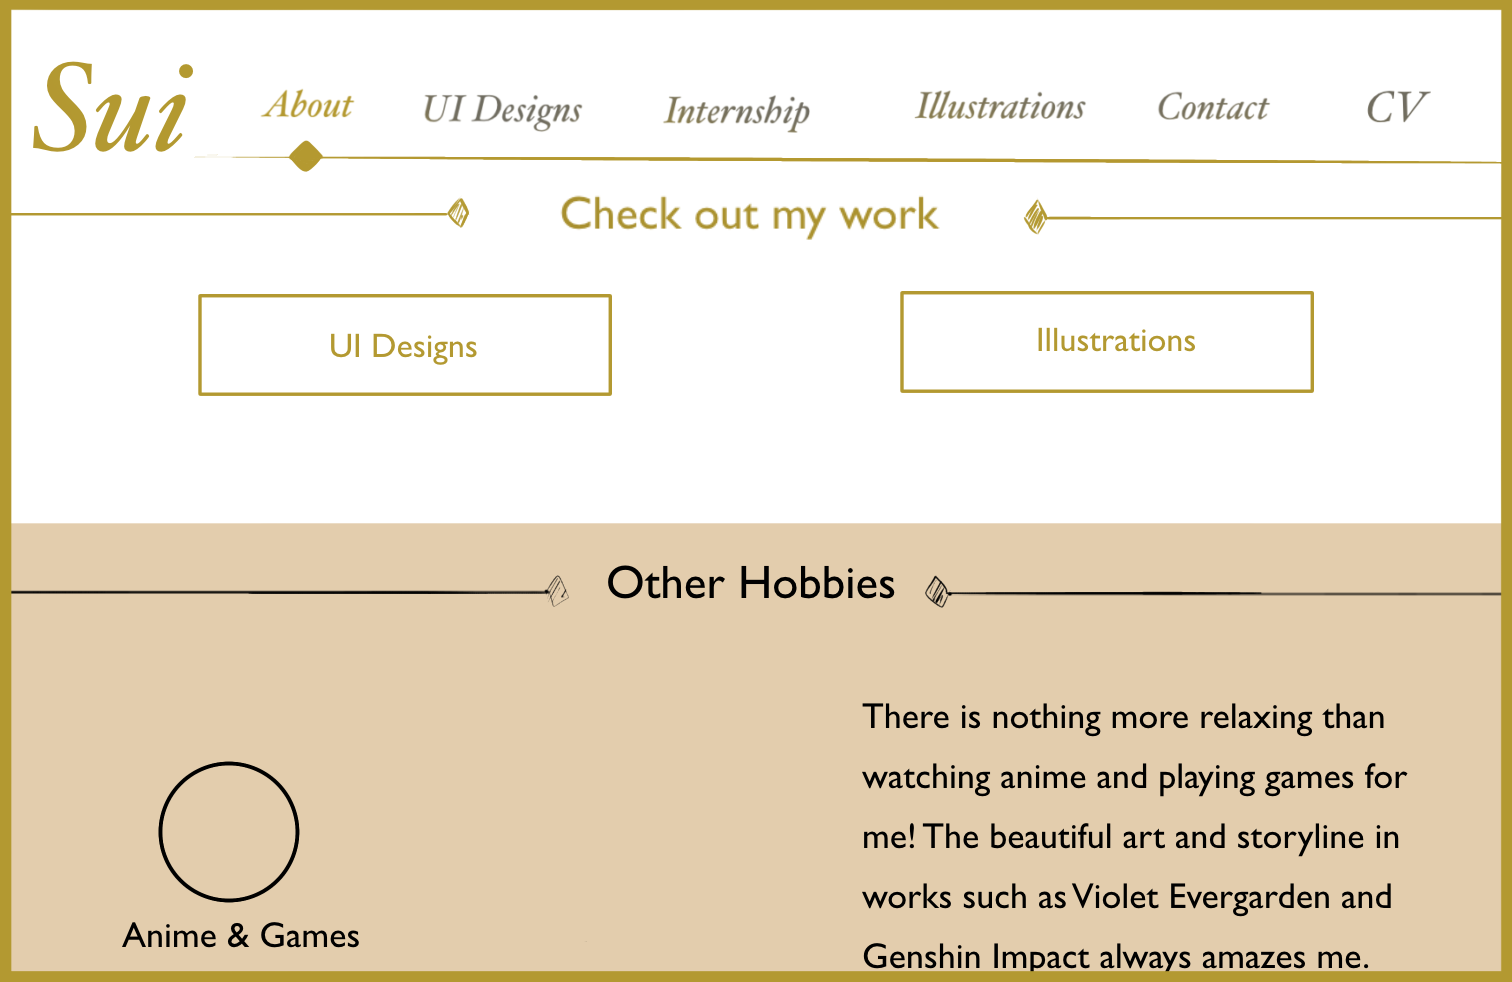 Sui
About
UI Designs
Internship
Illustrations
Contact
CV
Check out my work
UI Designs
Illustrations
Other Hobbies
There is nothing more relaxing than
watching anime and playing games for
me! The beautiful art and storyline in
works such as Violet Evergarden and
Genshin Impact always amazes me.
Anime & Games